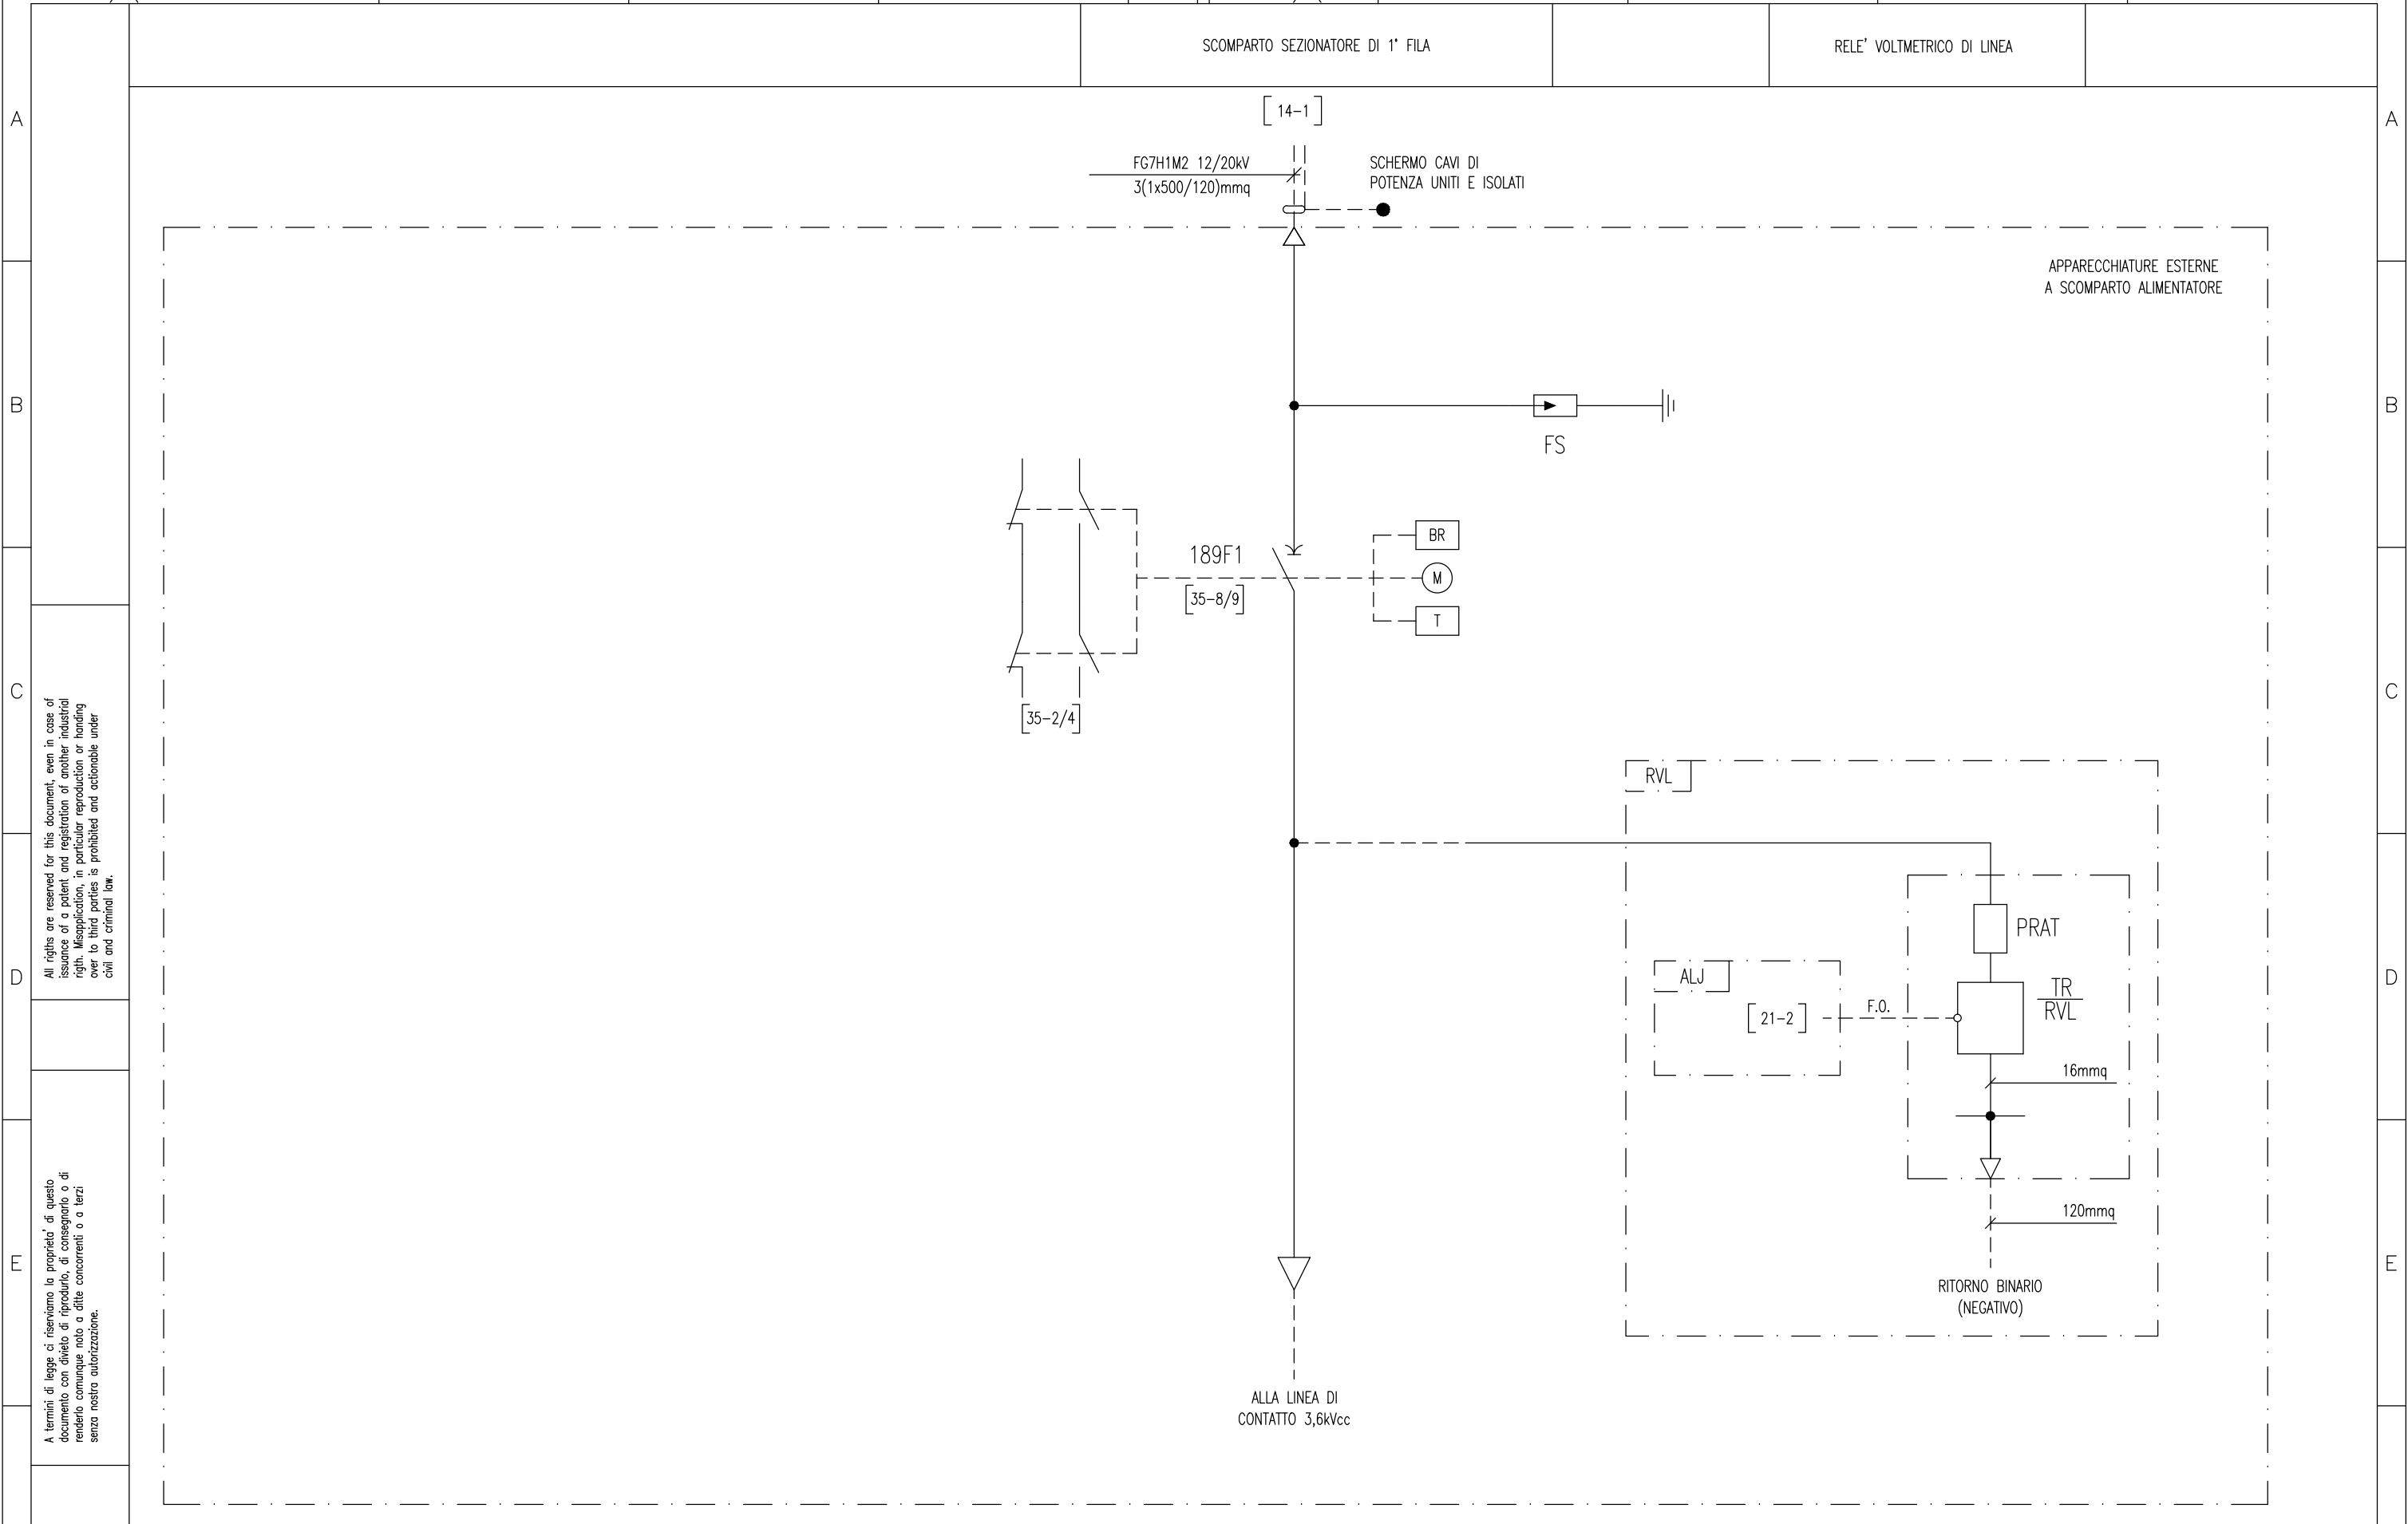 SCOMPARTO SEZIONATORE DI 1° FILA
RELE' VOLTMETRICO DI LINEA
A
A
[14-1]
FG7H1M2 12/20kV
3(1x500/120)mmq
SCHERMO CAVI DI
POTENZA UNITI E ISOLATI
APPARECCHIATURE ESTERNE
A SCOMPARTO ALIMENTATORE
B
B
FS
189F1
[35-8/9]
BR
M
T
C
C
[35-2/4]
RVL
PRAT
D
D
ALJ
[21-2]
F.O.
TR
RVL
16mmq
120mmq
E
E
RITORNO BINARIO
(NEGATIVO)
ALLA LINEA DI
CONTATTO 3,6kVcc
All rigths are reserved for this document, even in case of
issuance of a patent and registration of another industrial
rigth. Misapplication, in particular reproduction or handing
over to third parties is prohibited and actionable under
civil and criminal law.
A termini di legge ci riserviamo la proprieta' di questo
documento con divieto di riprodurlo, di consegnarlo o di
renderlo comunque noto a ditte concorrenti o a terzi
senza nostra autorizzazione.